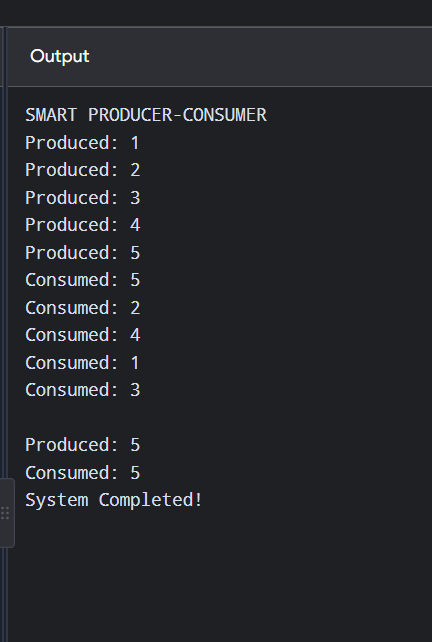 Output
SMART PRODUCER-CONSUMER
Produced: 1
Produced: 2
Produced: 3
Produced: 4
Produced: 5
Consumed: 5
Consumed: 2
Consumed: 4
Consumed: 1
Consumed: 3
Produced: 5
Consumed: 5
System Completed!